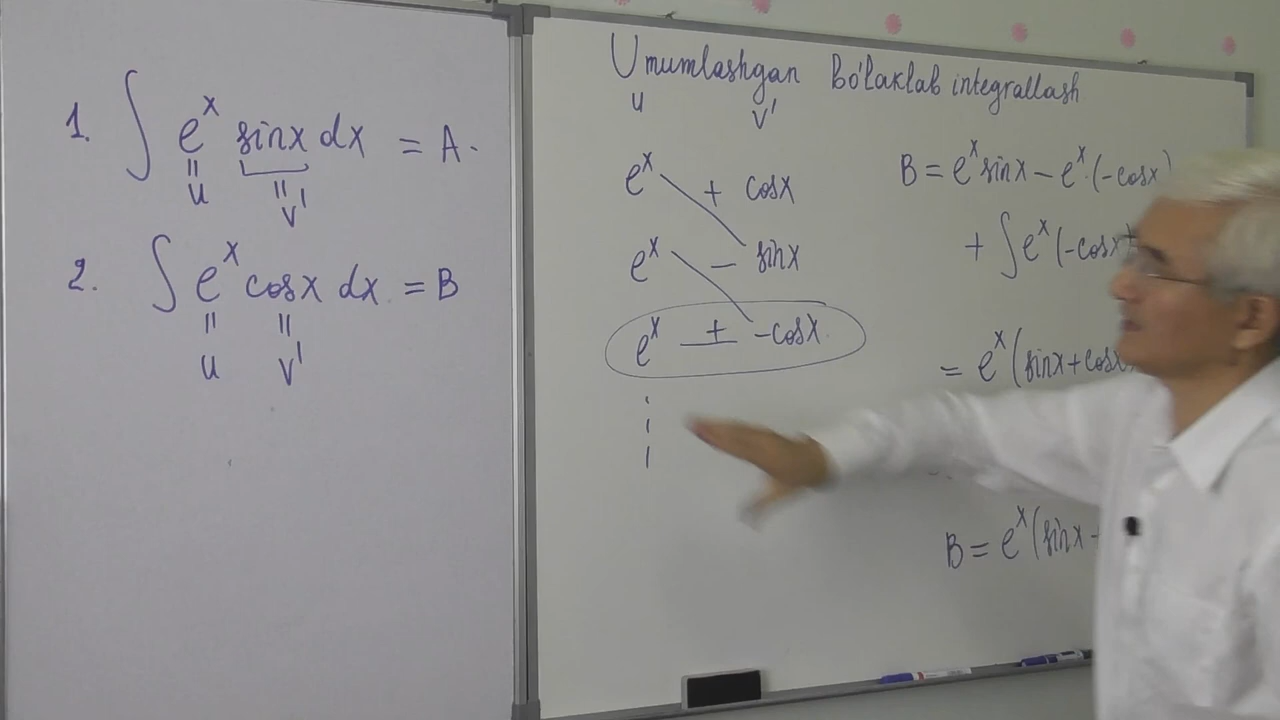 1. ∫ e^x sinx dx = A.
=
u
=
v'
2. ∫ e^x cosx dx = B
=
u
=
v'
Umumlashgan Bo'laklab integrallash
u v'
e^x + cosx
e^x − sinx
e^x + -cosx
B = e^x sinx − e^x·(-cosx)
+ ∫ e^x (-cosx
= e^x (sinx+cosx
B = e^x (sinx